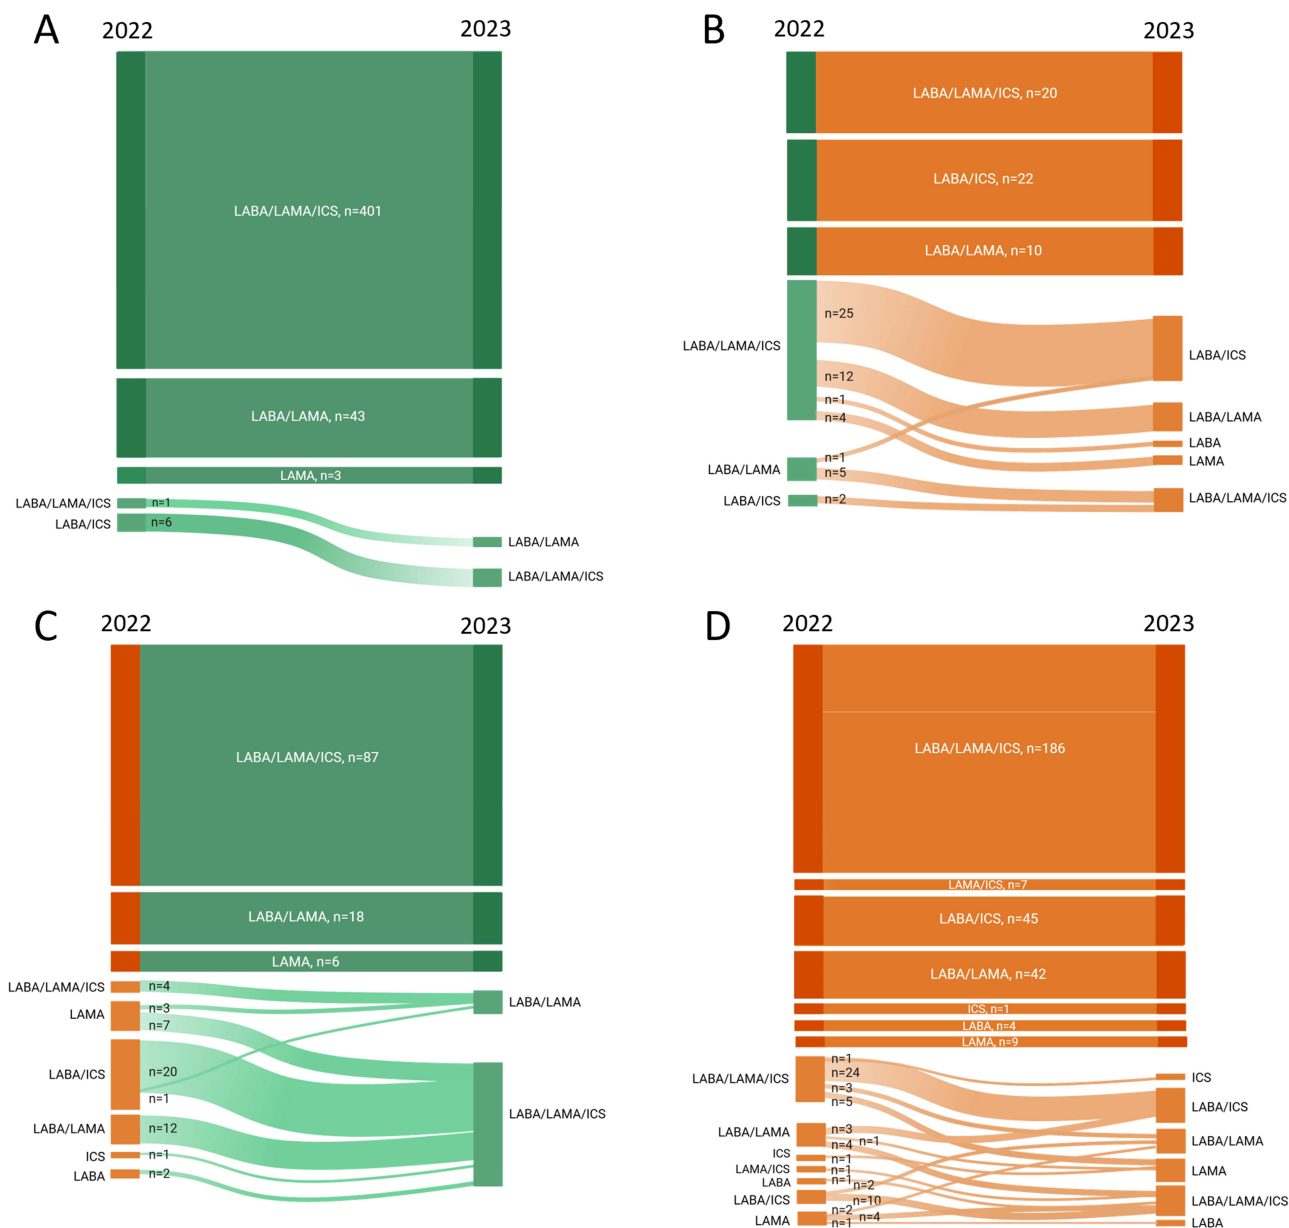 A
2022
2023
LABA/LAMA/ICS, n=401
LABA/LAMA, n=43
LAMA, n=3
LABA/LAMA/ICS
n=1
LABA/ICS
n=6
LABA/LAMA
LABA/LAMA/ICS
B
2022
2023
LABA/LAMA/ICS, n=20
LABA/ICS, n=22
LABA/LAMA, n=10
LABA/LAMA/ICS
n=25
n=12
n=1
n=4
LABA/LAMA
n=1
n=5
LABA/ICS
n=2
LABA/ICS
LABA/LAMA
LABA
LAMA
LABA/LAMA/ICS
C
2022
2023
LABA/LAMA/ICS, n=87
LABA/LAMA, n=18
LAMA, n=6
LABA/LAMA/ICS
n=4
LAMA
n=3
n=7
LABA/ICS
n=20
n=1
LABA/LAMA
n=12
ICS
n=1
LABA
n=2
LABA/LAMA
LABA/LAMA/ICS
D
2022
2023
LABA/LAMA/ICS, n=186
LAMA/ICS, n=7
LABA/ICS, n=45
LABA/LAMA, n=42
ICS, n=1
LABA, n=4
LAMA, n=9
LABA/LAMA/ICS
n=1
n=24
n=3
n=5
LABA/LAMA
n=3
n=1
n=4
ICS
n=1
LAMA/ICS
n=1
LABA
n=1
LABA/ICS
n=2
n=10
LAMA
n=2
n=4
n=1
ICS
LABA/ICS
LABA/LAMA
LAMA
LABA/LAMA/ICS
LABA